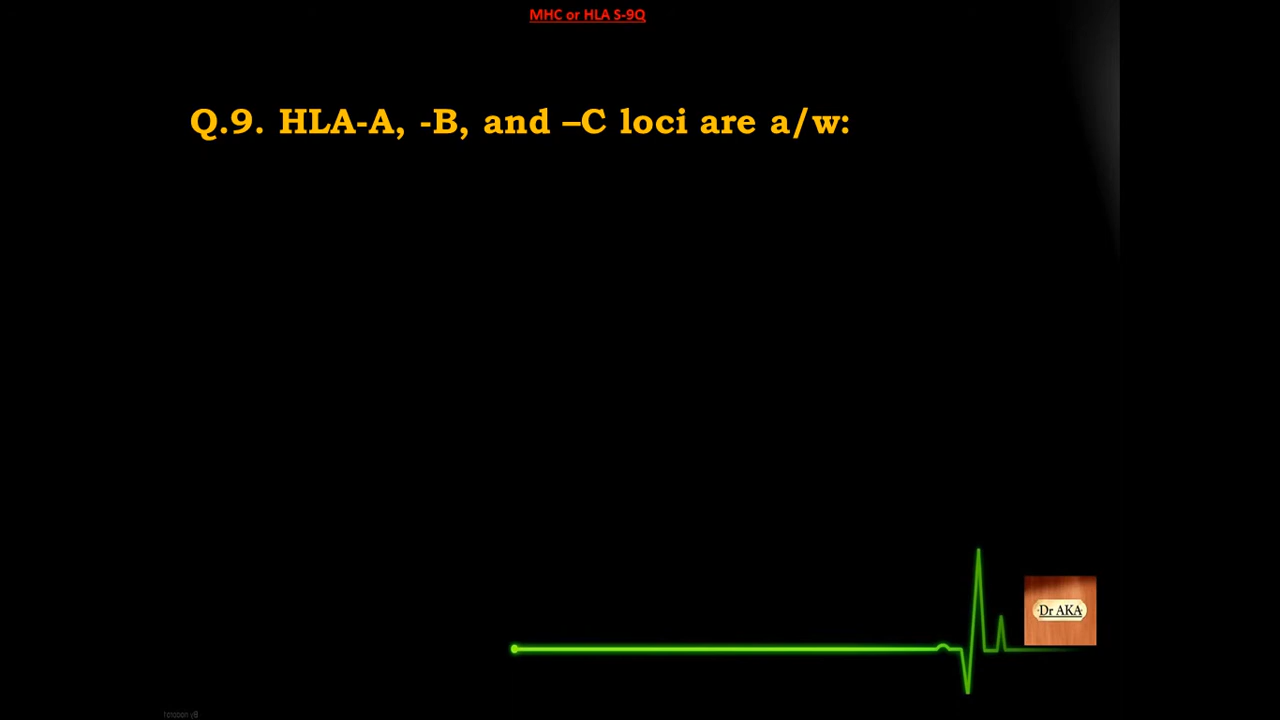 MHC or HLA S-9Q
Q.9. HLA-A, -B, and –C loci are a/w:
Dr AKA